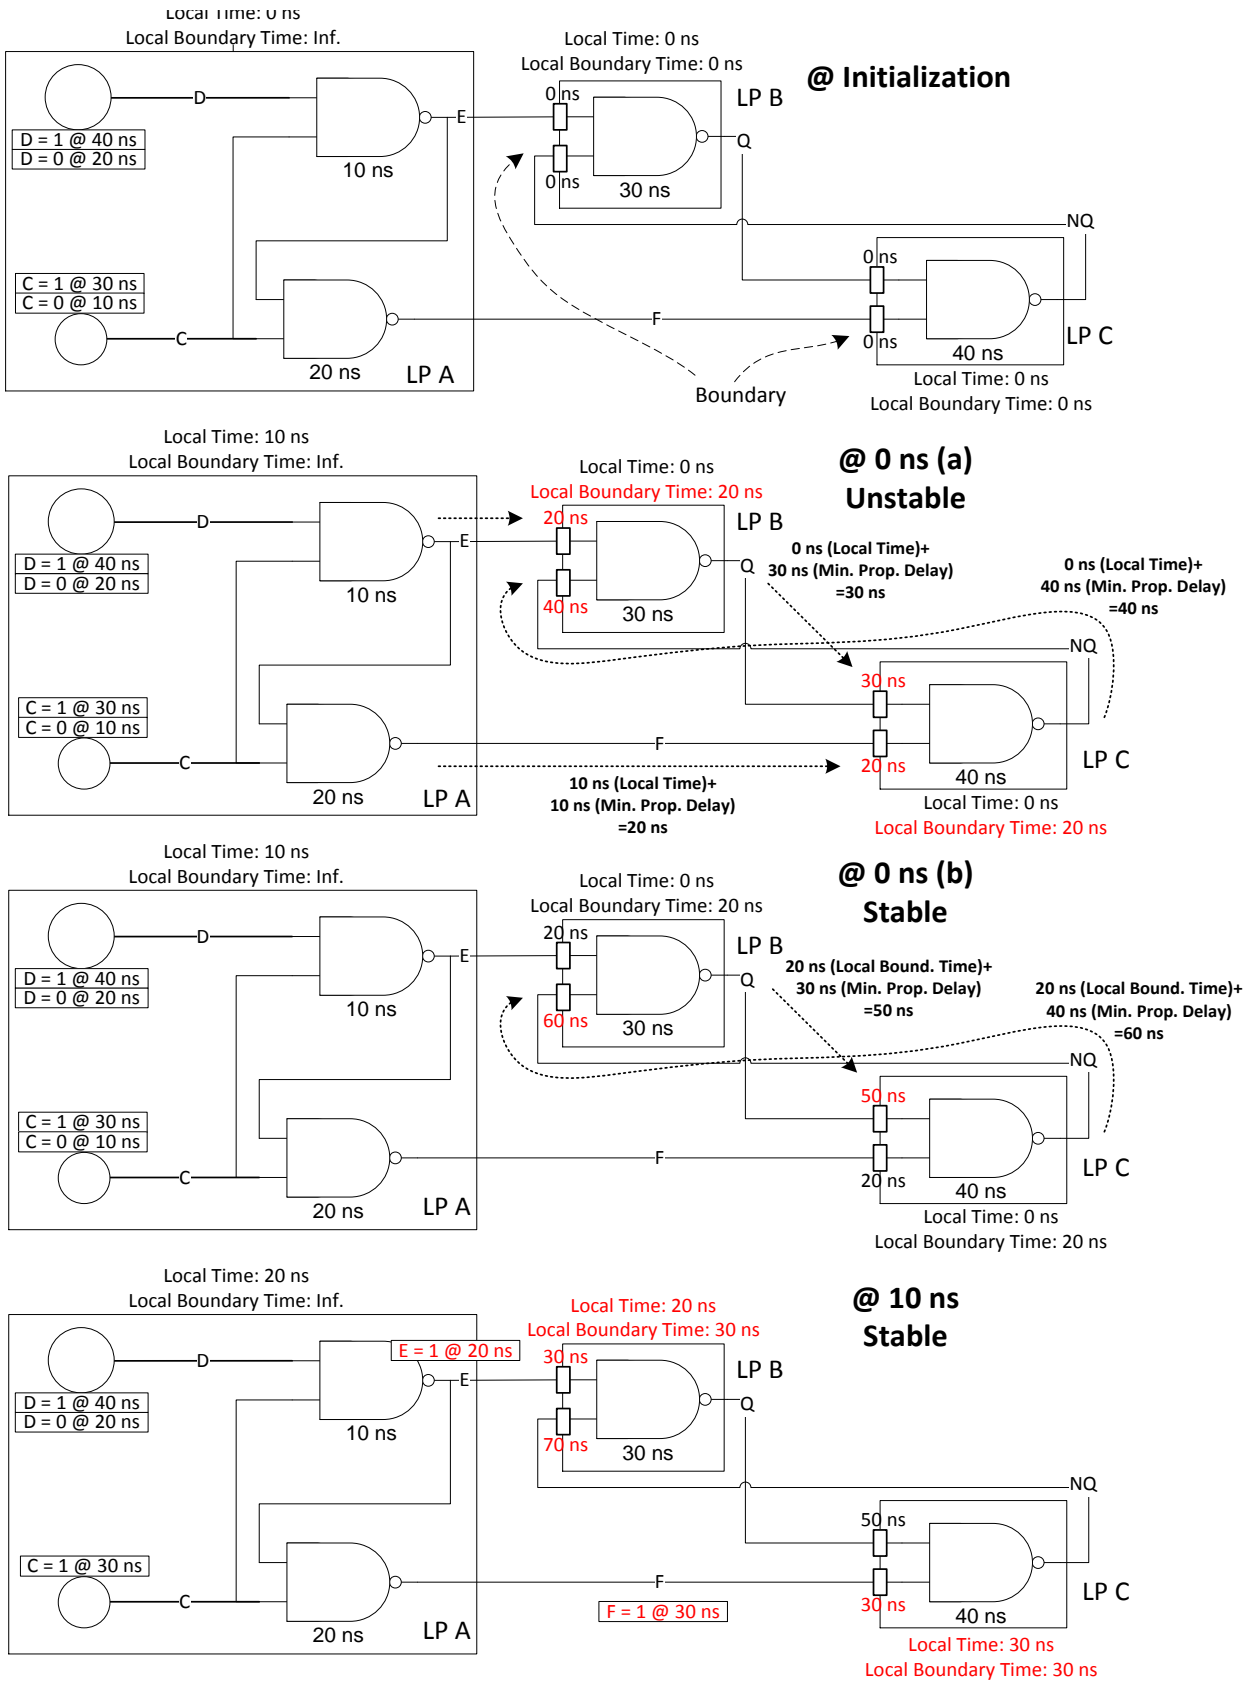 Local Time: 0 ns
Local Boundary Time: Inf.
Local Time: 0 ns
Local Boundary Time: 0 ns
@ Initialization
0 ns
LP B
D
E
D = 1 @ 40 ns
D = 0 @ 20 ns
10 ns
Q
0 ns
30 ns
NQ
C = 1 @ 30 ns
C = 0 @ 10 ns
0 ns
C
F
0 ns
LP C
20 ns
LP A
40 ns
Boundary
Local Time: 0 ns
Local Boundary Time: 0 ns
Local Time: 10 ns
Local Boundary Time: Inf.
Local Time: 0 ns
Local Boundary Time: 20 ns
@ 0 ns (a)
Unstable
20 ns
LP B
D
E
0 ns (Local Time)+
30 ns (Min. Prop. Delay)
=30 ns
0 ns (Local Time)+
40 ns (Min. Prop. Delay)
=40 ns
D = 1 @ 40 ns
D = 0 @ 20 ns
10 ns
Q
40 ns
30 ns
NQ
C = 1 @ 30 ns
C = 0 @ 10 ns
30 ns
C
F
20 ns
LP C
20 ns
LP A
10 ns (Local Time)+
10 ns (Min. Prop. Delay)
=20 ns
40 ns
Local Time: 0 ns
Local Boundary Time: 20 ns
Local Time: 10 ns
Local Boundary Time: Inf.
Local Time: 0 ns
Local Boundary Time: 20 ns
@ 0 ns (b)
Stable
20 ns
LP B
D
E
20 ns (Local Bound. Time)+
30 ns (Min. Prop. Delay)
=50 ns
20 ns (Local Bound. Time)+
40 ns (Min. Prop. Delay)
=60 ns
D = 1 @ 40 ns
D = 0 @ 20 ns
10 ns
Q
60 ns
30 ns
NQ
C = 1 @ 30 ns
C = 0 @ 10 ns
50 ns
C
F
20 ns
LP C
20 ns
LP A
40 ns
Local Time: 0 ns
Local Boundary Time: 20 ns
Local Time: 20 ns
Local Boundary Time: Inf.
Local Time: 20 ns
Local Boundary Time: 30 ns
@ 10 ns
Stable
E = 1 @ 20 ns
30 ns
LP B
D
E
D = 1 @ 40 ns
D = 0 @ 20 ns
10 ns
Q
70 ns
30 ns
NQ
C = 1 @ 30 ns
50 ns
C
F
F = 1 @ 30 ns
30 ns
LP C
20 ns
LP A
40 ns
Local Time: 30 ns
Local Boundary Time: 30 ns